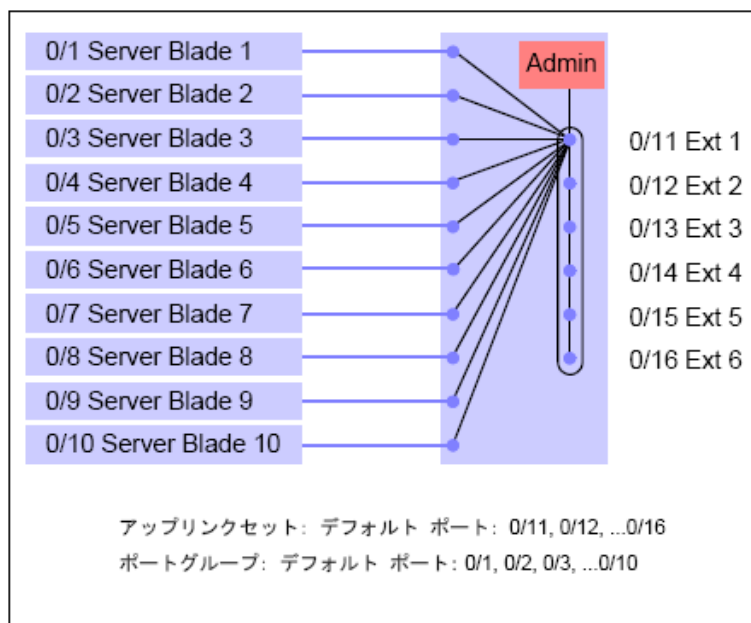 0/1 Server Blade 1
0/2 Server Blade 2
0/3 Server Blade 3
0/4 Server Blade 4
0/5 Server Blade 5
0/6 Server Blade 6
0/7 Server Blade 7
0/8 Server Blade 8
0/9 Server Blade 9
0/10 Server Blade 10
Admin
0/11 Ext 1
0/12 Ext 2
0/13 Ext 3
0/14 Ext 4
0/15 Ext 5
0/16 Ext 6
アップリンクセット: デフォルト ポート: 0/11, 0/12, ...0/16
ポートグループ: デフォルト ポート: 0/1, 0/2, 0/3, ...0/10